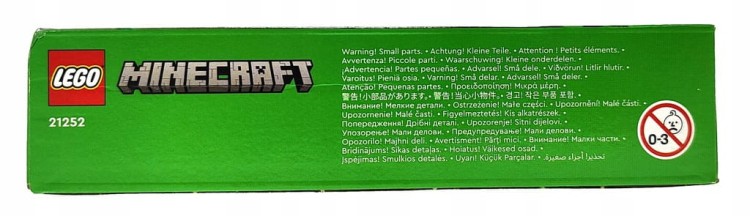 LEGO
MINECRAFT
21252
Warning! Small parts. • Achtung! Kleine Teile. • Attention ! Petits éléments. •
Avvertenza! Piccole parti. • Waarschuwing! Kleine onderdelen. •
¡Advertencia! Partes pequeñas. • Advarsel! Små dele. • Viðvörun! Litlir hlutir. •
Varoitus! Pieniä osia. • Varning! Små delar. • Advarsel! Små deler. •
Atenção! Pequenas partes. • Προειδοποίηση! Μικρά μέρη. •
警告!小部品があります。• 警告!当心小物件。• 경고! 작은 부품 포함. •
Внимание! Мелкие детали. • Ostrzeżenie! Małe części. • Upozornění! Malé části. •
Upozornenie! Malé časti. • Figyelmeztetés! Kis alkatrészek. •
Попередження! Дрібні деталі. • Upozorenje! Sitni dijelovi. •
Упозорење! Мали делови. • Предупредување! Мали делови. •
Opozorilo! Majhni deli. • Avertisment! Părți mici. • Внимание! Малки части. •
Brīdinājums! Sīkas detaļas. • Hoiatus! Väikesed osad. •
Įspėjimas! Smulkios detalės. • Uyarı! Küçük Parçalar. • تحذير! أجزاء صغيرة.
0-3